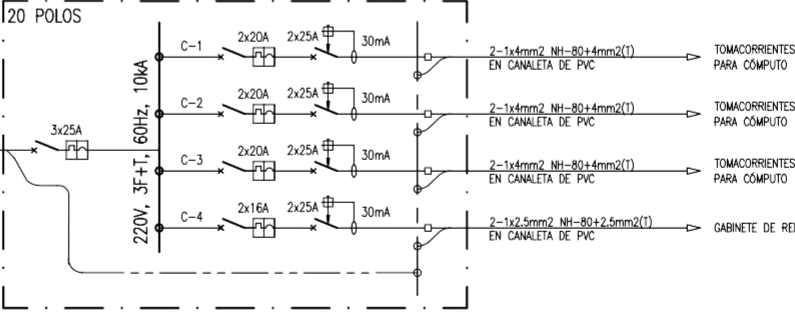 20 POLOS
3x25A
220V, 3F+T, 60Hz, 10kA
C-1
2x20A
2x25A
30mA
2-1x4mm2 NH-80+4mm2(T)
EN CANALETA DE PVC
TOMACORRIENTES
PARA CÓMPUTO
C-2
2x20A
2x25A
30mA
2-1x4mm2 NH-80+4mm2(T)
EN CANALETA DE PVC
TOMACORRIENTES
PARA CÓMPUTO
C-3
2x20A
2x25A
30mA
2-1x4mm2 NH-80+4mm2(T)
EN CANALETA DE PVC
TOMACORRIENTES
PARA CÓMPUTO
C-4
2x16A
2x25A
30mA
2-1x2.5mm2 NH-80+2.5mm2(T)
EN CANALETA DE PVC
GABINETE DE